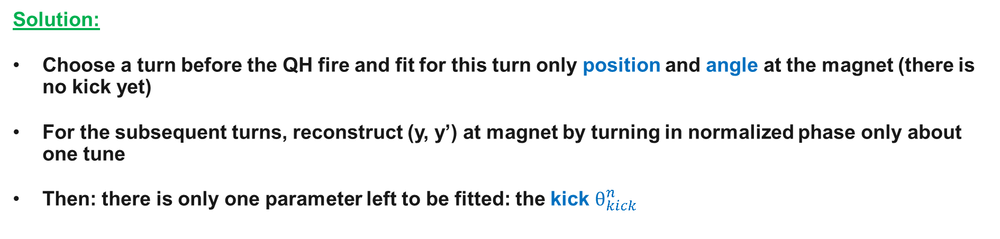 Solution:
• Choose a turn before the QH fire and fit for this turn only position and angle at the magnet (there is
no kick yet)
• For the subsequent turns, reconstruct (y, y’) at magnet by turning in normalized phase only about
one tune
• Then: there is only one parameter left to be fitted: the kick θ^n_kick